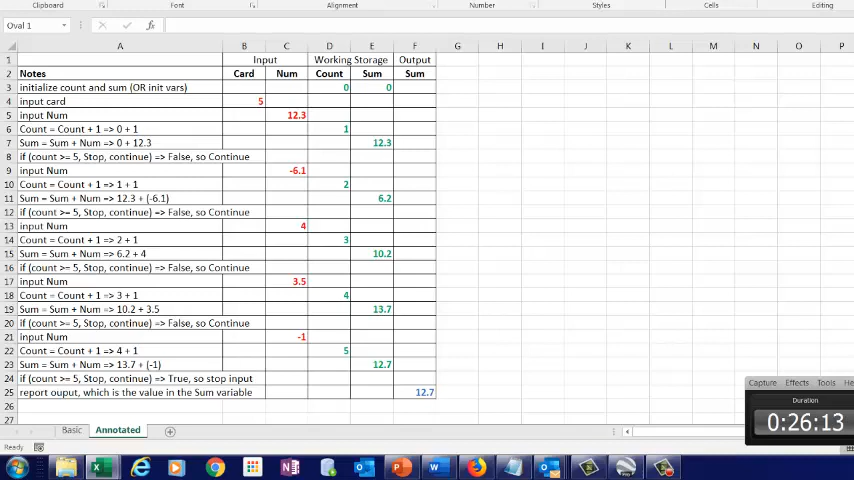 Clipboard Font Alignment Number Styles Cells Editing
Oval 1 fx
A B C D E F G H I J K L M N O P
1 Input Working Storage Output
2 Notes Card Num Count Sum Sum
3 initialize count and sum (OR init vars) 0 0
4 input card 5
5 input Num 12.3
6 Count = Count + 1 => 0 + 1 1
7 Sum = Sum + Num => 0 + 12.3 12.3
8 if (count >= 5, Stop, continue) => False, so Continue
9 input Num -6.1
10 Count = Count + 1 => 1 + 1 2
11 Sum = Sum + Num => 12.3 + (-6.1) 6.2
12 if (count >= 5, Stop, continue) => False, so Continue
13 input Num 4
14 Count = Count + 1 => 2 + 1 3
15 Sum = Sum + Num => 6.2 + 4 10.2
16 if (count >= 5, Stop, continue) => False, so Continue
17 input Num 3.5
18 Count = Count + 1 => 3 + 1 4
19 Sum = Sum + Num => 10.2 + 3.5 13.7
20 if (count >= 5, Stop, continue) => False, so Continue
21 input Num -1
22 Count = Count + 1 => 4 + 1 5
23 Sum = Sum + Num => 13.7 + (-1) 12.7
24 if (count >= 5, Stop, continue) => True, so stop input
25 report ouput, which is the value in the Sum variable 12.7
26
27
Capture Effects Tools He
Duration
0:26:13
Basic Annotated
Ready